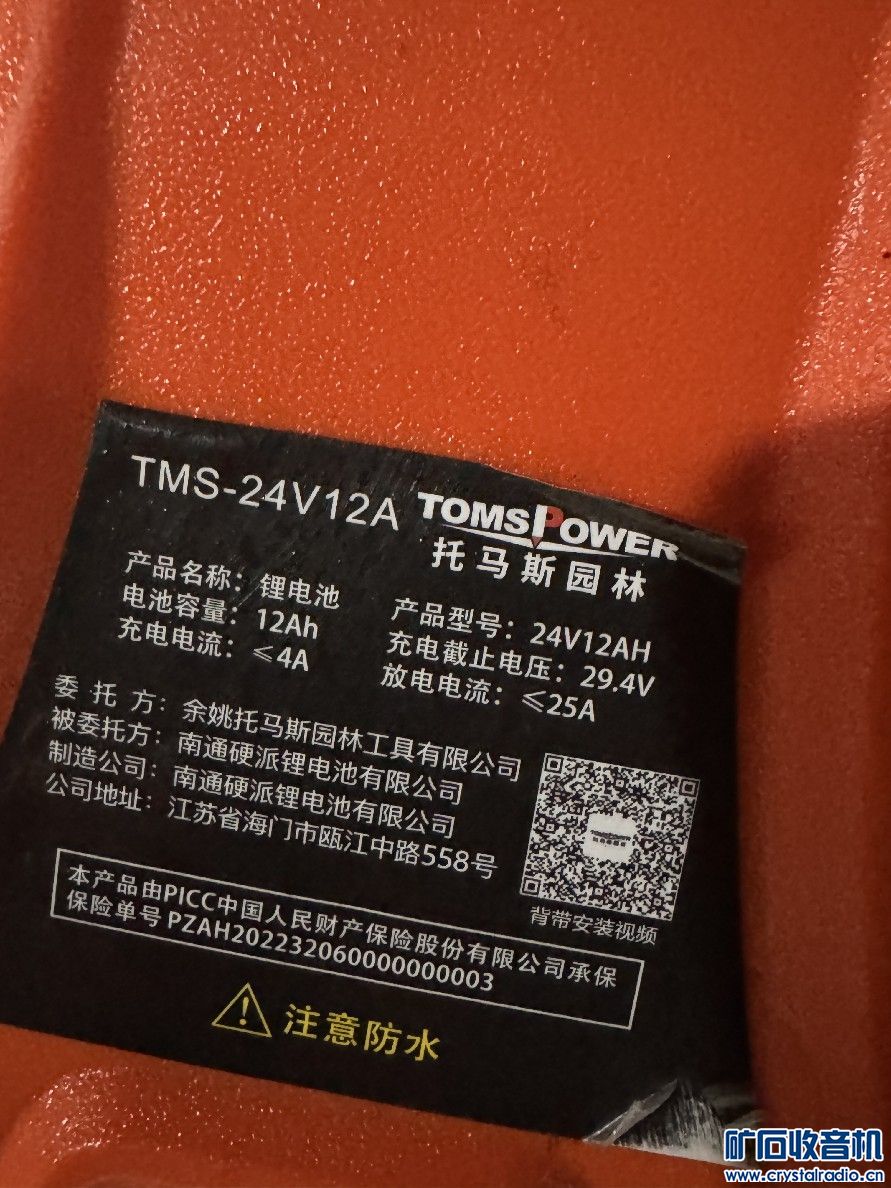 TMS-24V12A
TOMSPOWER
托马斯园林
产品名称：锂电池
产品型号：24V12AH
电池容量：12Ah
充电截止电压：29.4V
充电电流：≤4A
放电电流：≤25A
委 托 方：余姚托马斯园林工具有限公司
被委托方：南通硬派锂电池有限公司
制造公司：南通硬派锂电池有限公司
公司地址：江苏省海门市瓯江中路558号
背带安装视频
本产品由PICC中国人民财产保险股份有限公司承保
保险单号 PZAH202232060000000003
注意防水
矿石收音机
www.crystalradio.cn